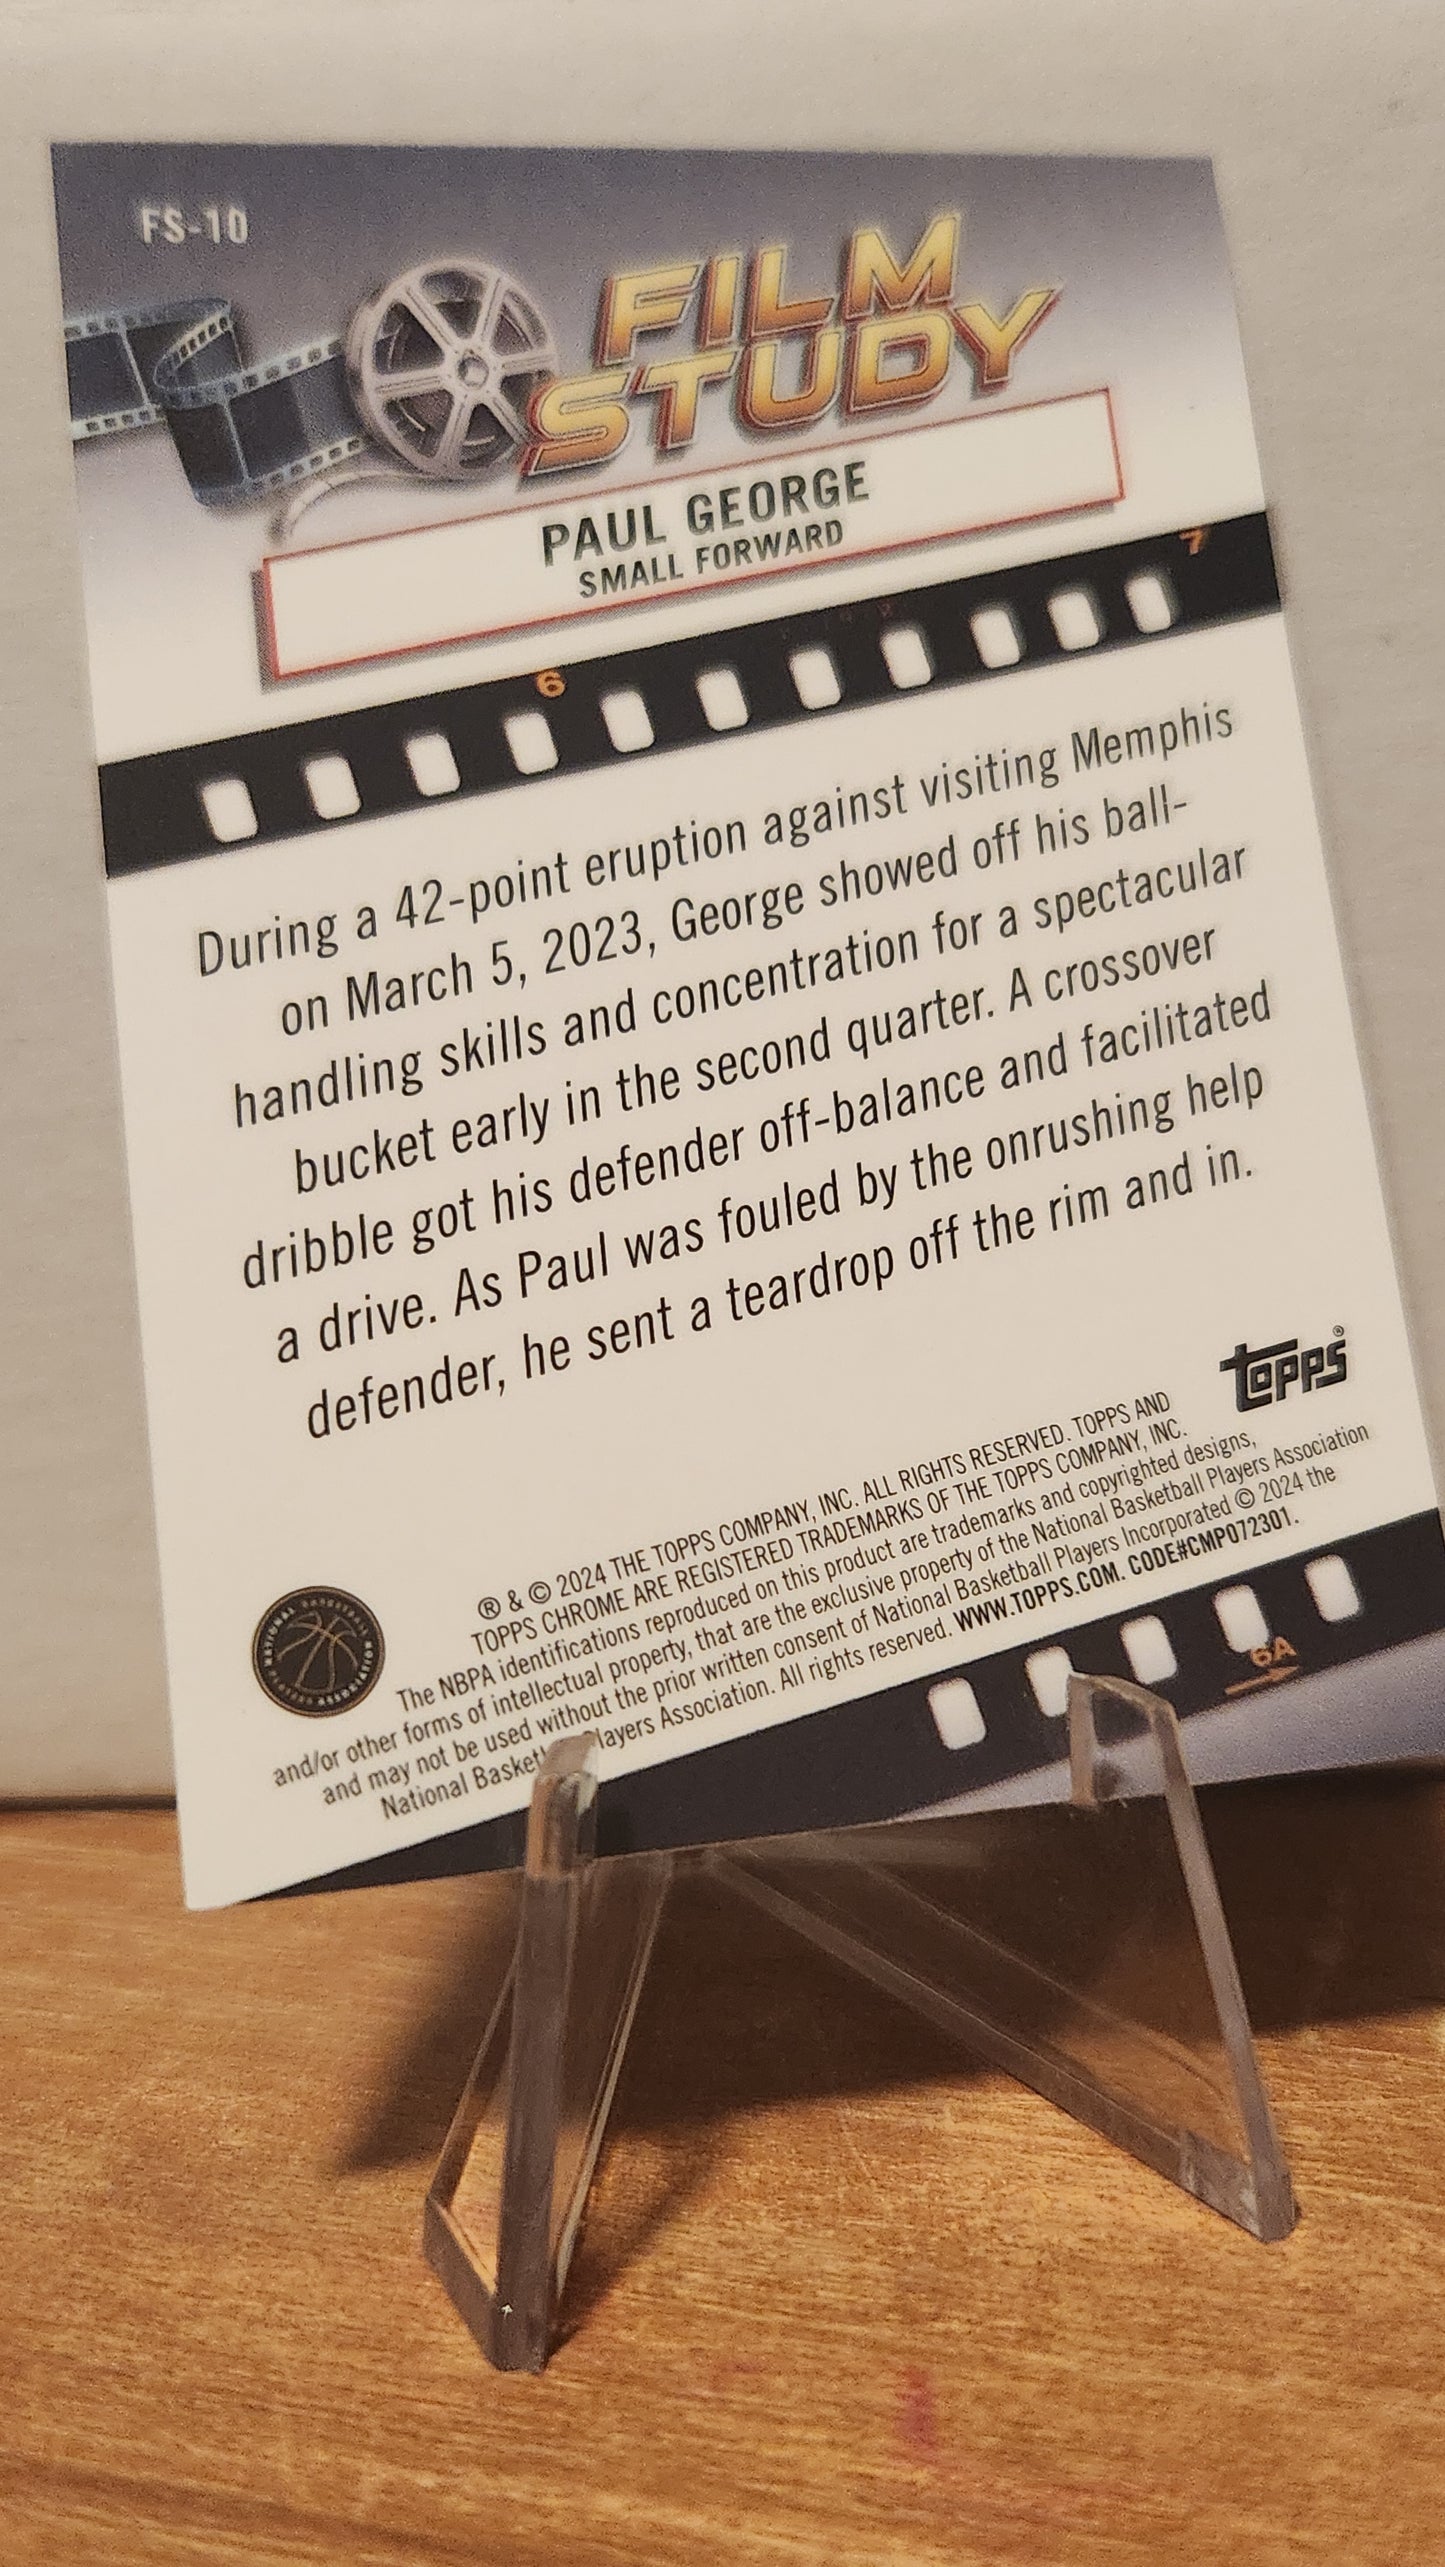 FS-10
FILM
STUDY
PAUL GEORGE
SMALL FORWARD
7
6
During a 42-point eruption against visiting Memphis
on March 5, 2023, George showed off his ball-
handling skills and concentration for a spectacular
bucket early in the second quarter. A crossover
dribble got his defender off-balance and facilitated
a drive. As Paul was fouled by the onrushing help
defender, he sent a teardrop off the rim and in.
TOPPS®
® & © 2024 THE TOPPS COMPANY, INC. ALL RIGHTS RESERVED. TOPPS AND
TOPPS CHROME ARE REGISTERED TRADEMARKS OF THE TOPPS COMPANY, INC.
The NBPA identifications reproduced on this product are trademarks and copyrighted designs,
and/or other forms of intellectual property, that are the exclusive property of the National Basketball Players Association
and may not be used without the prior written consent of National Basketball Players Incorporated © 2024 the
National Basketball Players Association. All rights reserved. WWW.TOPPS.COM. CODE#CMP072301.
NATIONAL BASKETBALL PLAYERS ASSOCIATION
6A